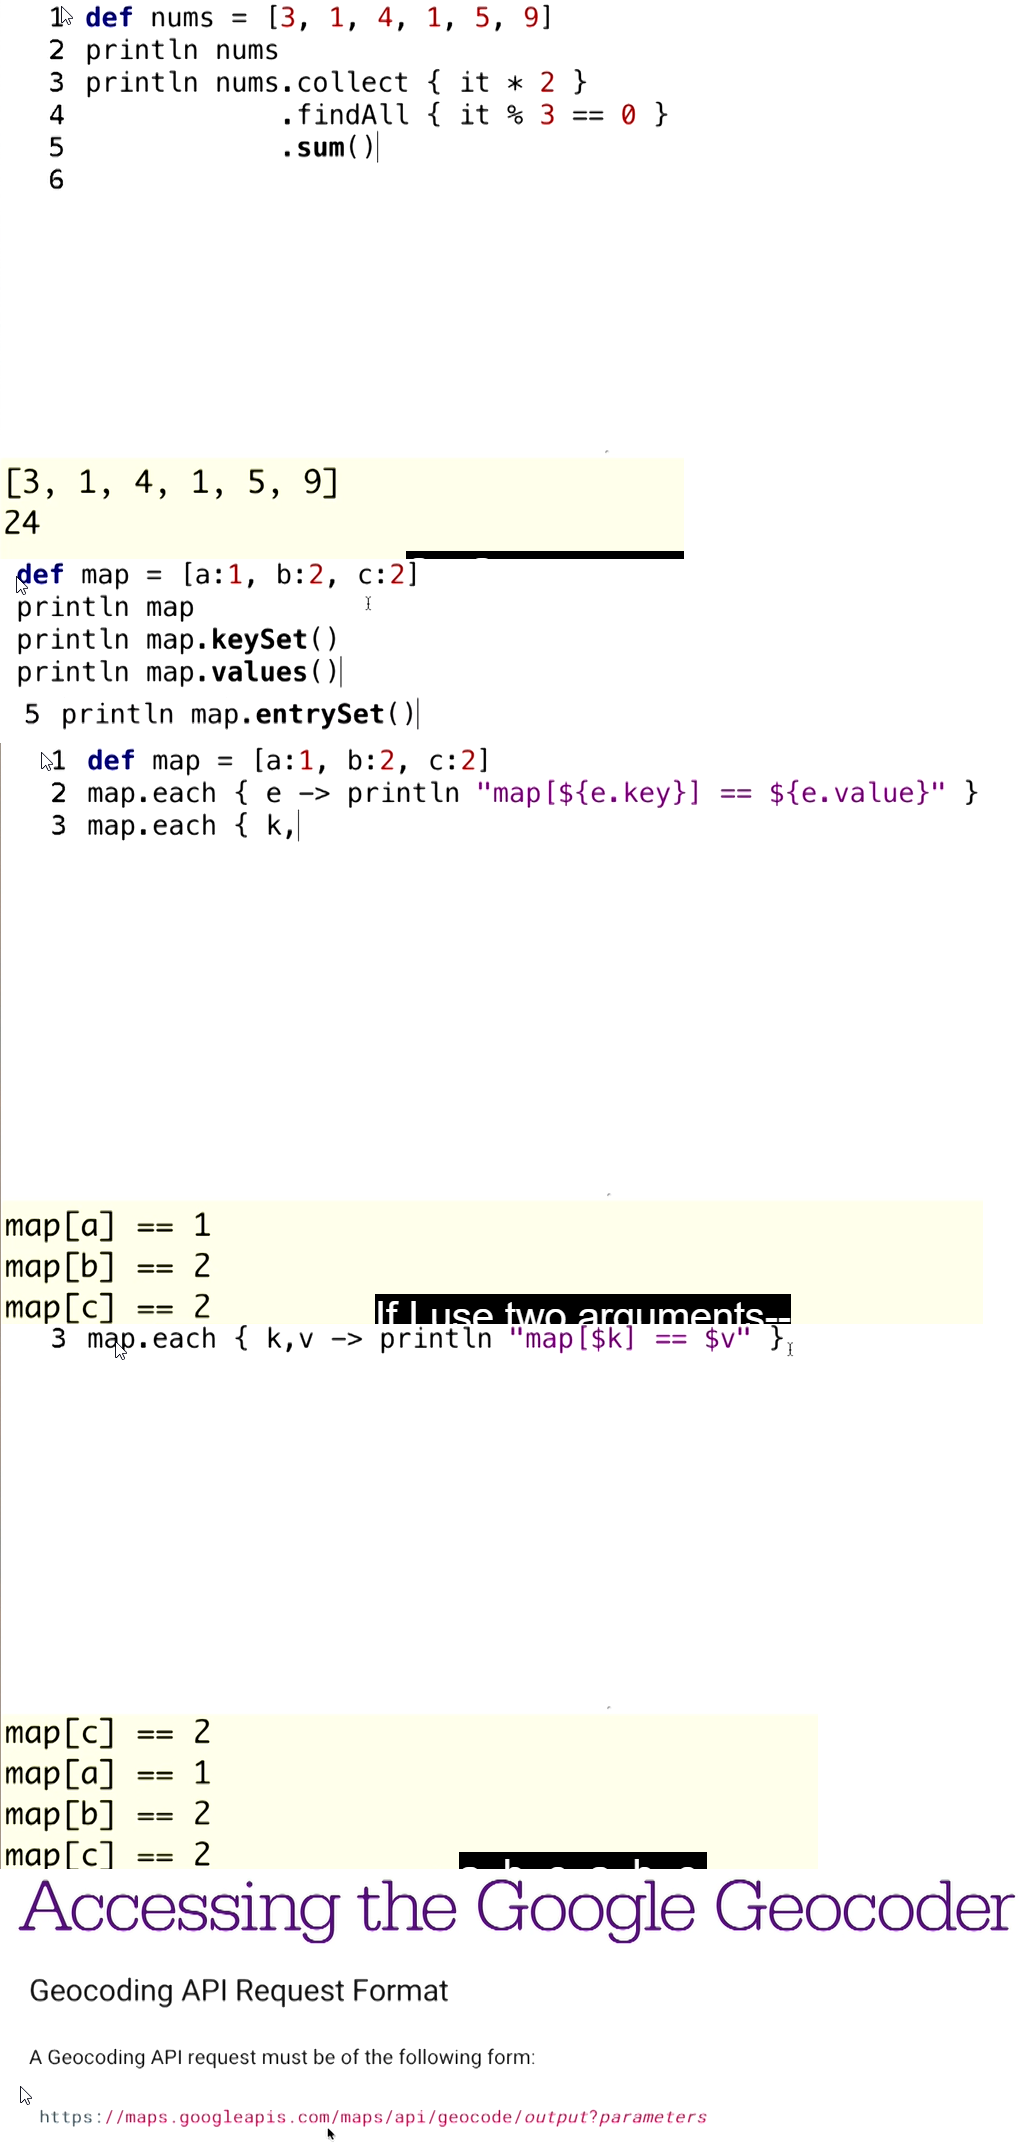 1 def nums = [3, 1, 4, 1, 5, 9]
2 println nums
3 println nums.collect { it * 2 }
4 .findAll { it % 3 == 0 }
5 .sum()
6
[3, 1, 4, 1, 5, 9]
24
def map = [a:1, b:2, c:2]
println map
println map.keySet()
println map.values()
5 println map.entrySet()
1 def map = [a:1, b:2, c:2]
2 map.each { e -> println "map[${e.key}] == ${e.value}" }
3 map.each { k,
map[a] == 1
map[b] == 2
map[c] == 2
If I use two arguments--
3 map.each { k,v -> println "map[$k] == $v" }
map[c] == 2
map[a] == 1
map[b] == 2
map[c] == 2
Accessing the Google Geocoder
Geocoding API Request Format
A Geocoding API request must be of the following form:
https://maps.googleapis.com/maps/api/geocode/output?parameters